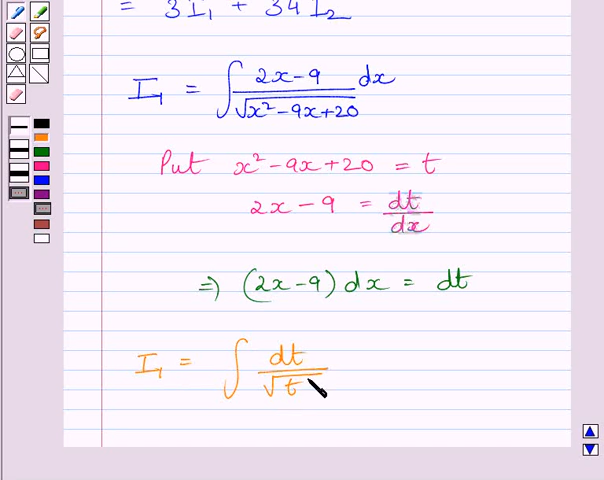 = 3I₁ + 34I₂
I₁ = ∫ (2x-9)/√(x²-9x+20) dx
Put x²-9x+20 = t
2x-9 = dt/dx
⇒ (2x-9) dx = dt
I₁ = ∫ dt/√t